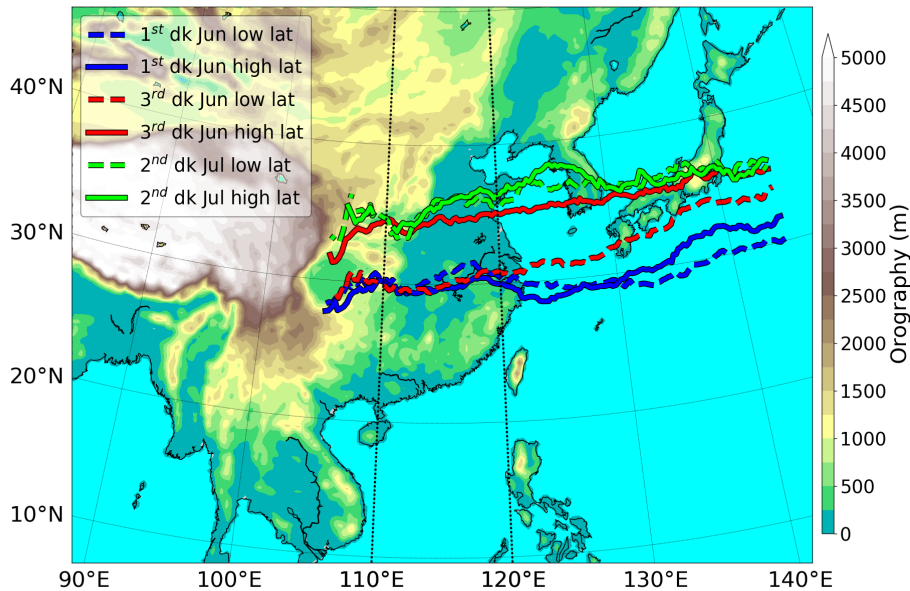 1st dk Jun low lat
1st dk Jun high lat
3rd dk Jun low lat
3rd dk Jun high lat
2nd dk Jul low lat
2nd dk Jul high lat
40°N
30°N
20°N
10°N
90°E
100°E
110°E
120°E
130°E
140°E
5000
4500
4000
3500
3000
2500
2000
1500
1000
500
0
Orography (m)